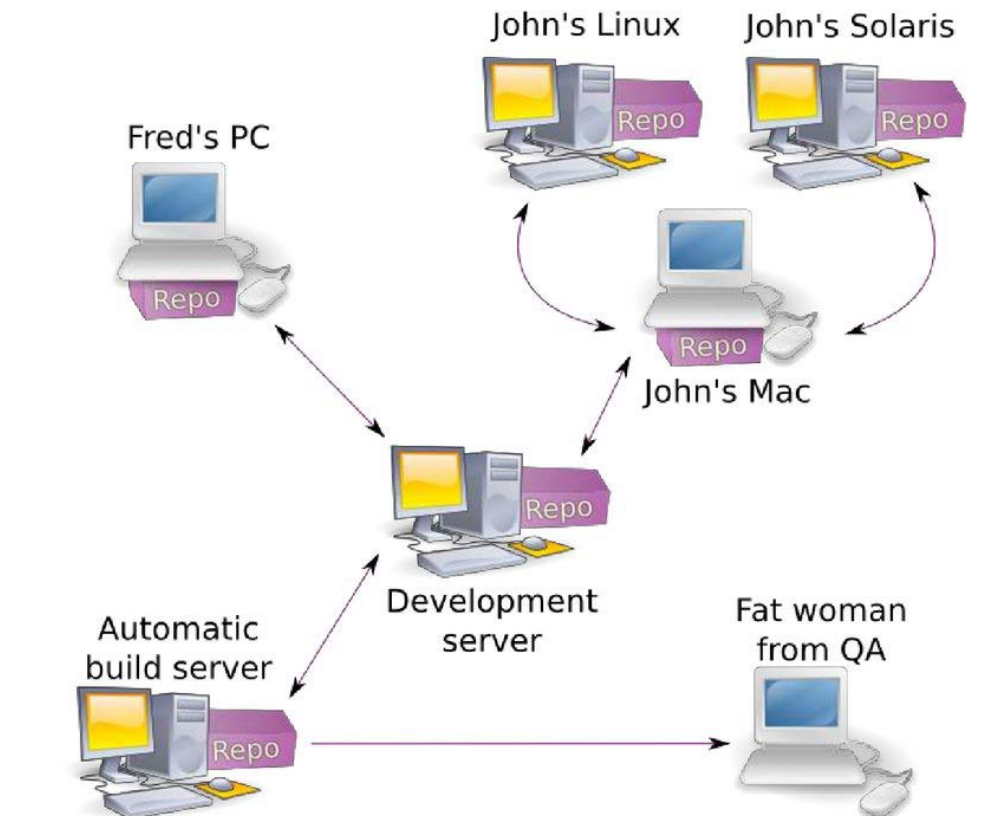 John's Linux
John's Solaris
Repo
Repo
Fred's PC
Repo
Repo
John's Mac
Repo
Development
server
Automatic
build server
Fat woman
from QA
Repo